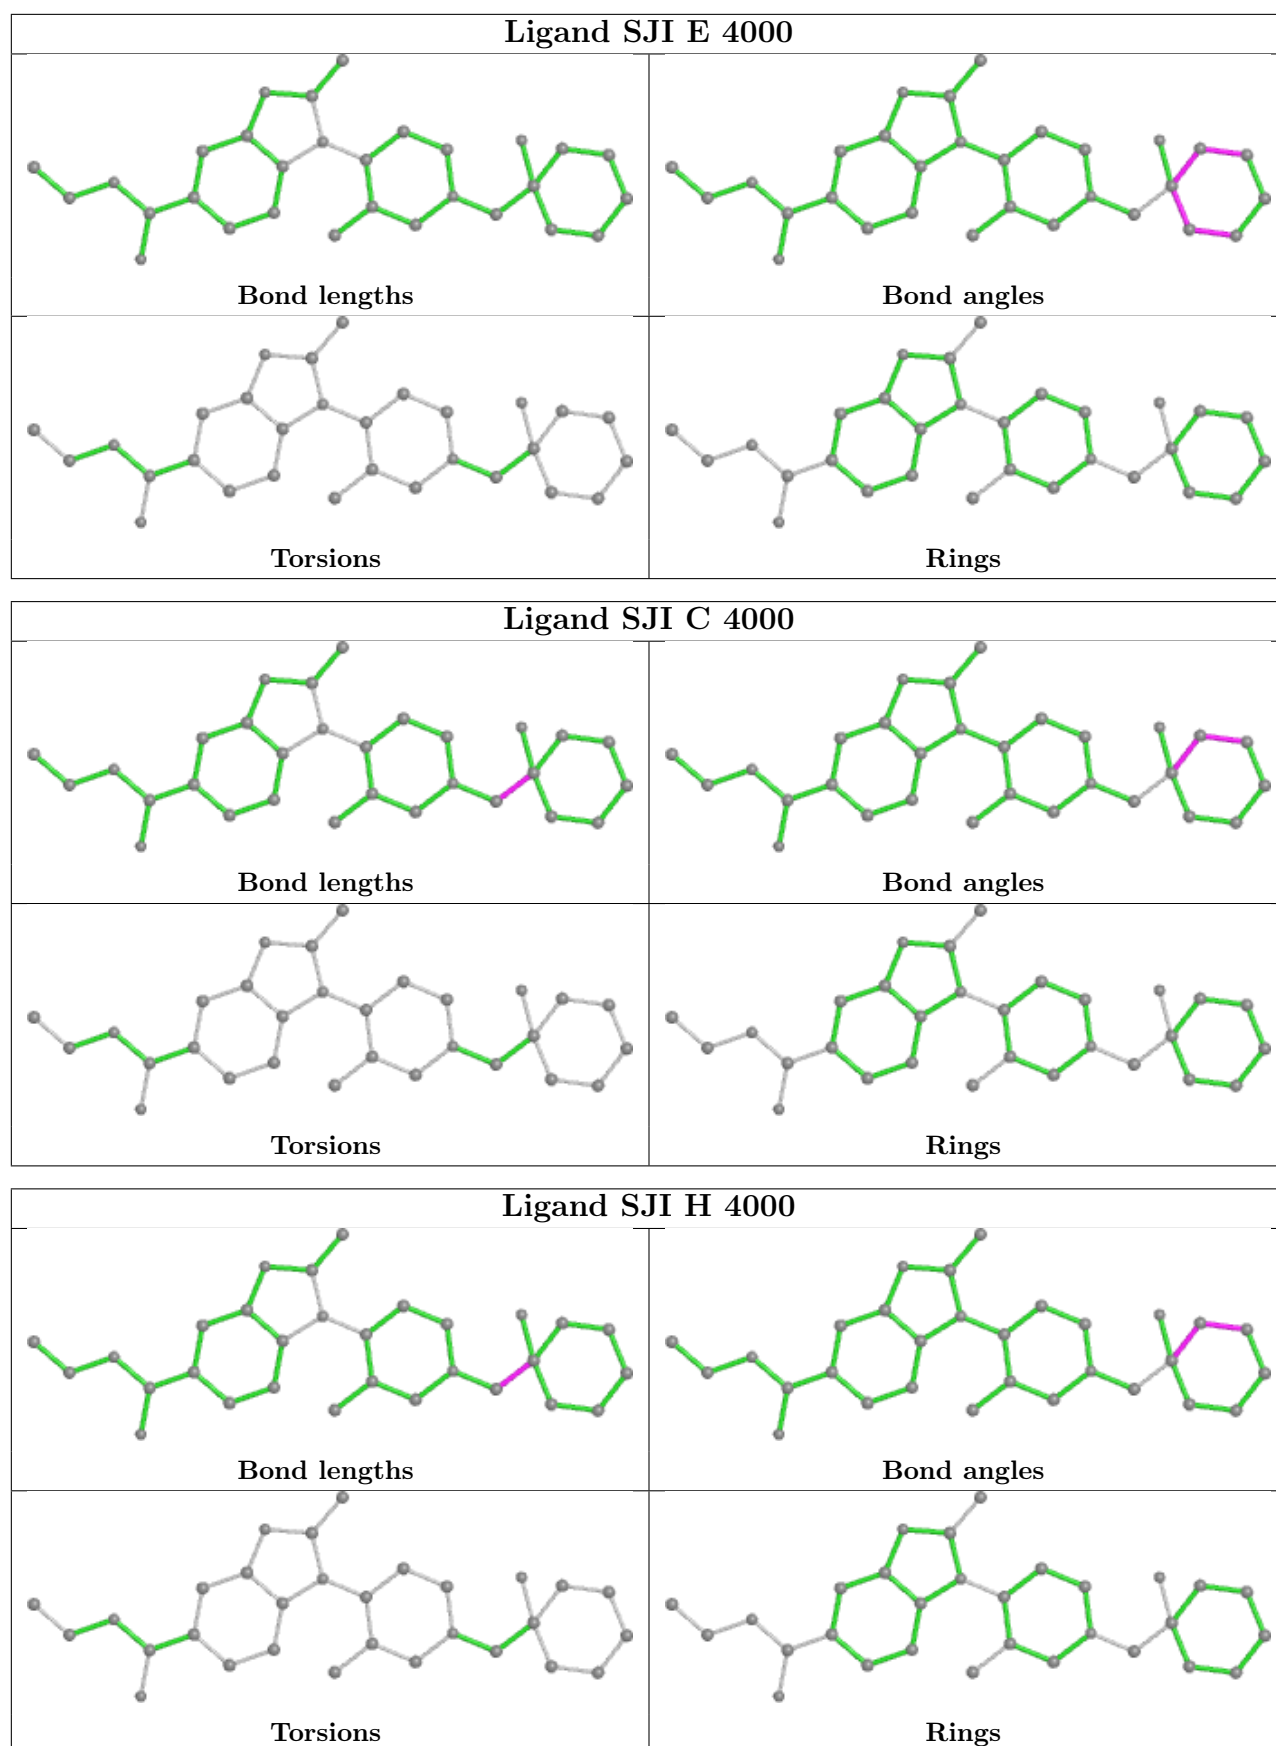 Ligand SJI E 4000
Bond lengths
Bond angles
Torsions
Rings
Ligand SJI C 4000
Bond lengths
Bond angles
Torsions
Rings
Ligand SJI H 4000
Bond lengths
Bond angles
Torsions
Rings